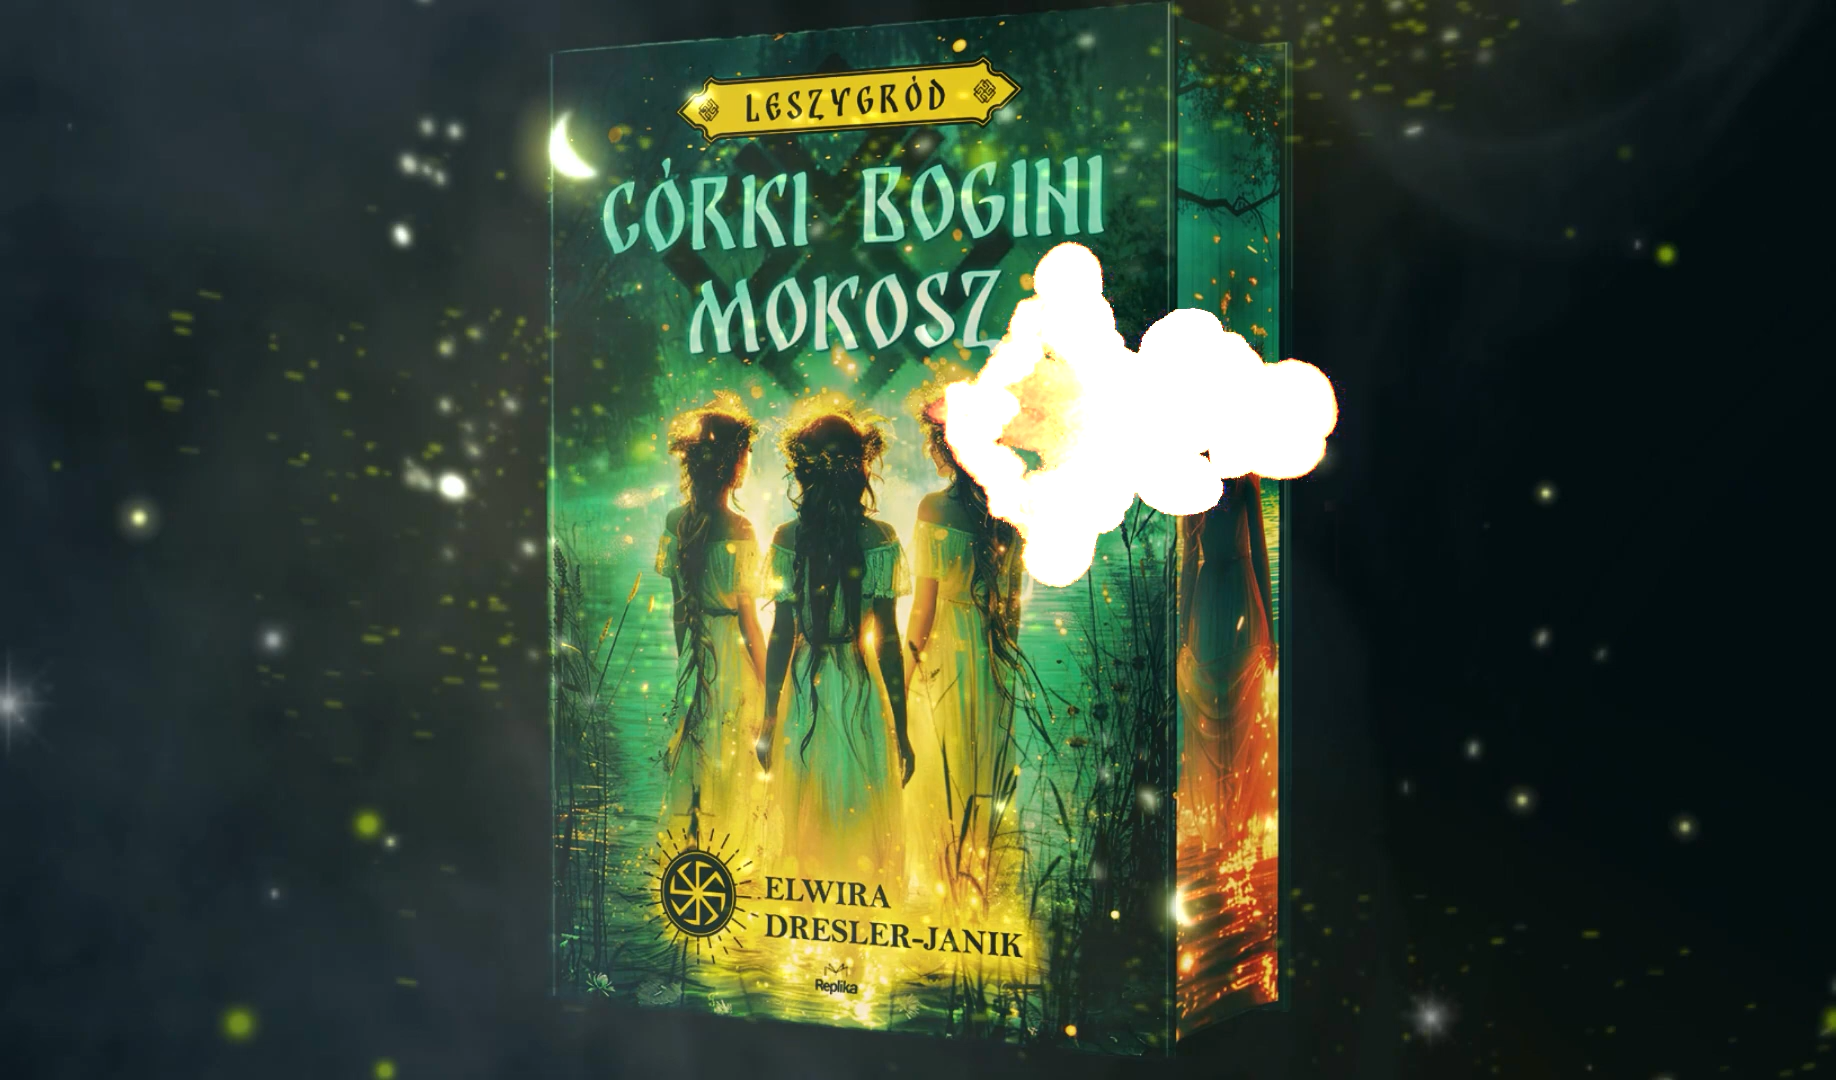 LESZYGRÓD
CÓRKI BOGINI
MOKOSZ
ELWIRA
DRESLER-JANIK
Replika